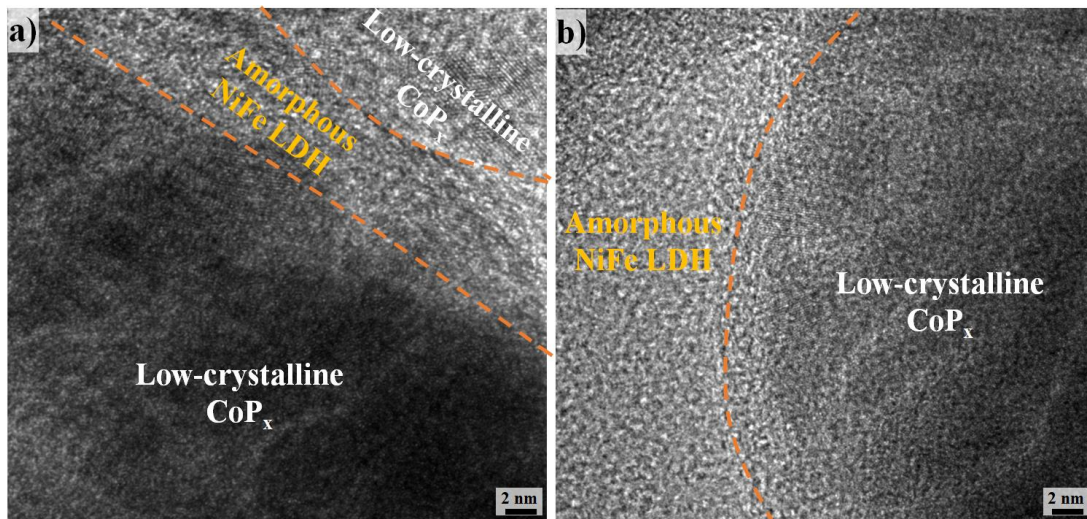 a)
Low-crystalline
CoPx
Amorphous
NiFe LDH
Low-crystalline
CoPx
2 nm
b)
Amorphous
NiFe LDH
Low-crystalline
CoPx
2 nm